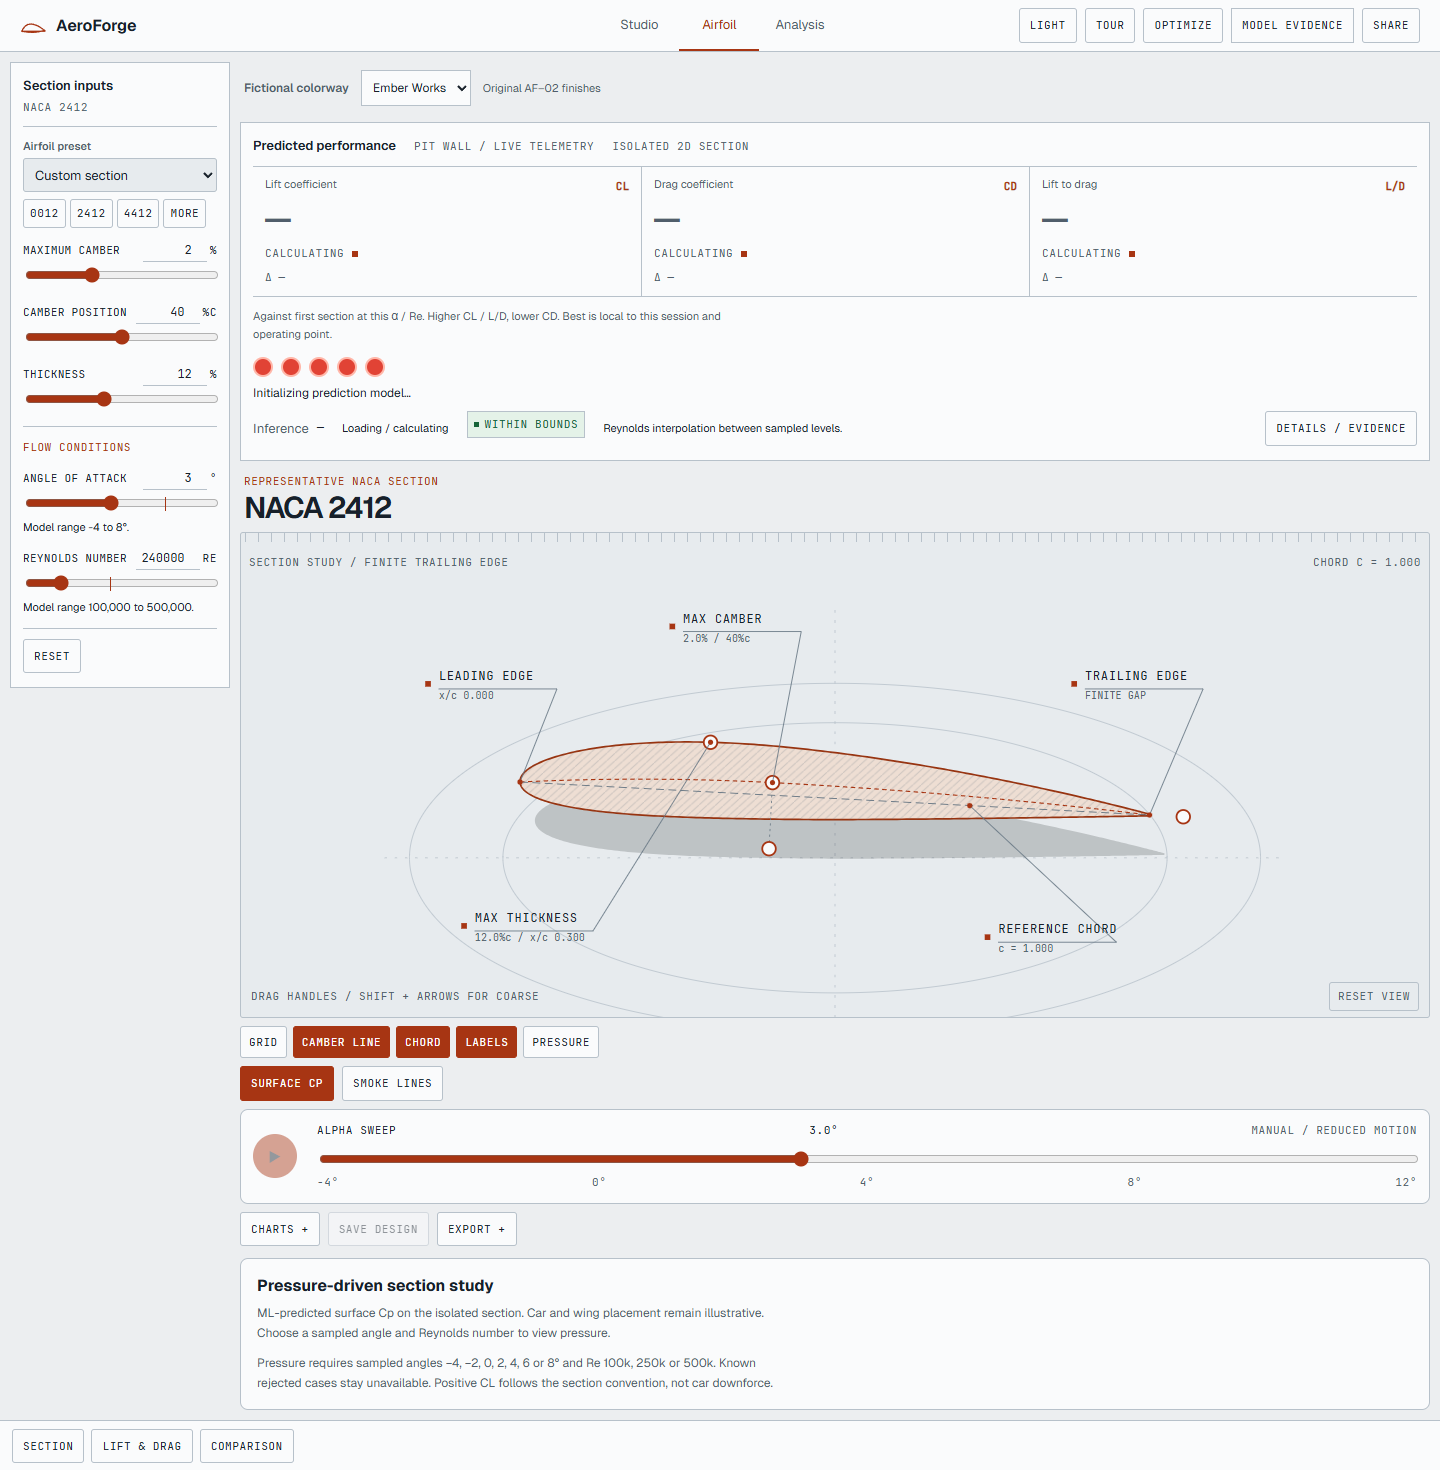 AeroForge
Studio Airfoil Analysis
LIGHT TOUR OPTIMIZE MODEL EVIDENCE SHARE
Section inputs
NACA 2412
Airfoil preset
Custom section
0012 2412 4412 MORE
MAXIMUM CAMBER 2 %
CAMBER POSITION 40 %C
THICKNESS 12 %
FLOW CONDITIONS
ANGLE OF ATTACK 3 °
Model range -4 to 8°.
REYNOLDS NUMBER 240000 RE
Model range 100,000 to 500,000.
RESET
Fictional colorway Ember Works Original AF-02 finishes
Predicted performance PIT WALL / LIVE TELEMETRY ISOLATED 2D SECTION
Lift coefficient CL
—
CALCULATING
Δ —
Drag coefficient CD
—
CALCULATING
Δ —
Lift to drag L/D
—
CALCULATING
Δ —
Against first section at this α / Re. Higher CL / L/D, lower CD. Best is local to this session and
operating point.
Initializing prediction model…
Inference — Loading / calculating WITHIN BOUNDS Reynolds interpolation between sampled levels. DETAILS / EVIDENCE
REPRESENTATIVE NACA SECTION
NACA 2412
SECTION STUDY / FINITE TRAILING EDGE CHORD C = 1.000
MAX CAMBER
2.0% / 40%c
LEADING EDGE
x/c 0.000
TRAILING EDGE
FINITE GAP
MAX THICKNESS
12.0%c / x/c 0.300
REFERENCE CHORD
c = 1.000
DRAG HANDLES / SHIFT + ARROWS FOR COARSE RESET VIEW
GRID CAMBER LINE CHORD LABELS PRESSURE
SURFACE CP SMOKE LINES
ALPHA SWEEP 3.0° MANUAL / REDUCED MOTION
-4° 0° 4° 8° 12°
CHARTS + SAVE DESIGN EXPORT +
Pressure-driven section study
ML-predicted surface Cp on the isolated section. Car and wing placement remain illustrative.
Choose a sampled angle and Reynolds number to view pressure.
Pressure requires sampled angles −4, −2, 0, 2, 4, 6 or 8° and Re 100k, 250k or 500k. Known
rejected cases stay unavailable. Positive CL follows the section convention, not car downforce.
SECTION LIFT & DRAG COMPARISON